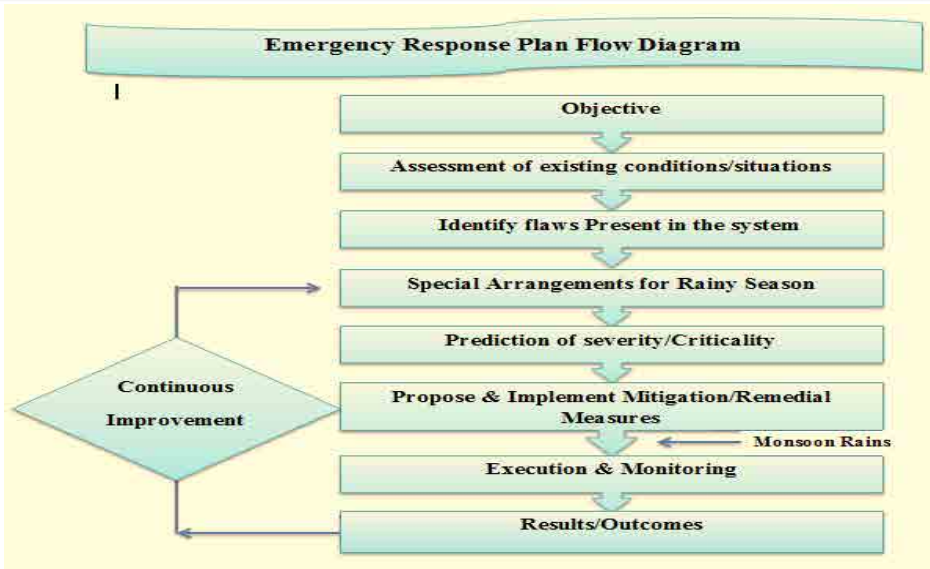 Emergency Response Plan Flow Diagram
Objective
Assessment of existing conditions/situations
Identify flaws Present in the system
Special Arrangements for Rainy Season
Prediction of severity/Criticality
Continuous
Improvement
Propose & Implement Mitigation/Remedial
Measures
Monsoon Rains
Execution & Monitoring
Results/Outcomes